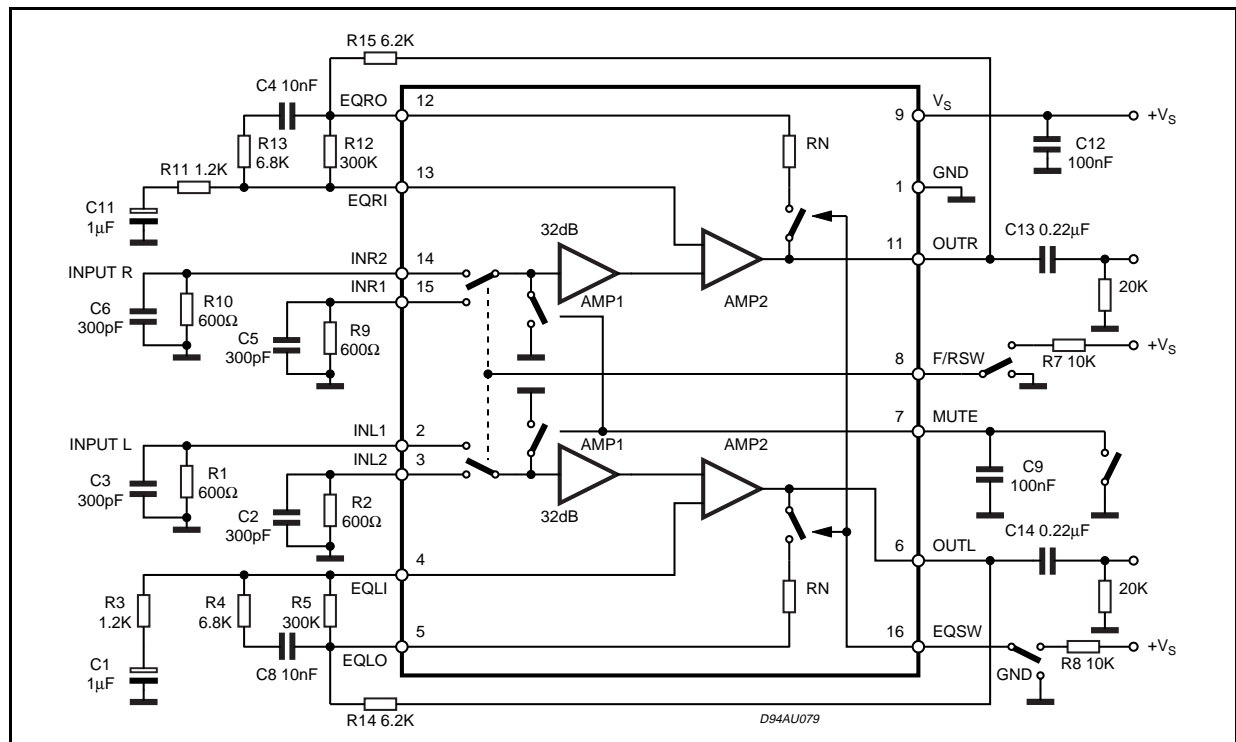 R15 6.2K
C4 10nF
EQRO
12
V_S
9
+V_S
R13
6.8K
R12
300K
RN
C12
100nF
R11 1.2K
13
GND
1
EQRI
C11
1µF
32dB
C13 0.22µF
11
OUTR
INPUT R
INR2
14
INR1
15
AMP1
AMP2
20K
C6
300pF
R10
600Ω
C5
300pF
R9
600Ω
8
F/RSW
R7 10K
+V_S
7
MUTE
INPUT L
INL1
2
AMP1
AMP2
INL2
3
C3
300pF
R1
600Ω
C2
300pF
R2
600Ω
32dB
C9
100nF
C14 0.22µF
6
OUTL
4
EQLI
R3
1.2K
R4
6.8K
R5
300K
RN
20K
5
EQLO
16
EQSW
+V_S
C1
1µF
C8 10nF
R8 10K
GND
R14 6.2K
D94AU079